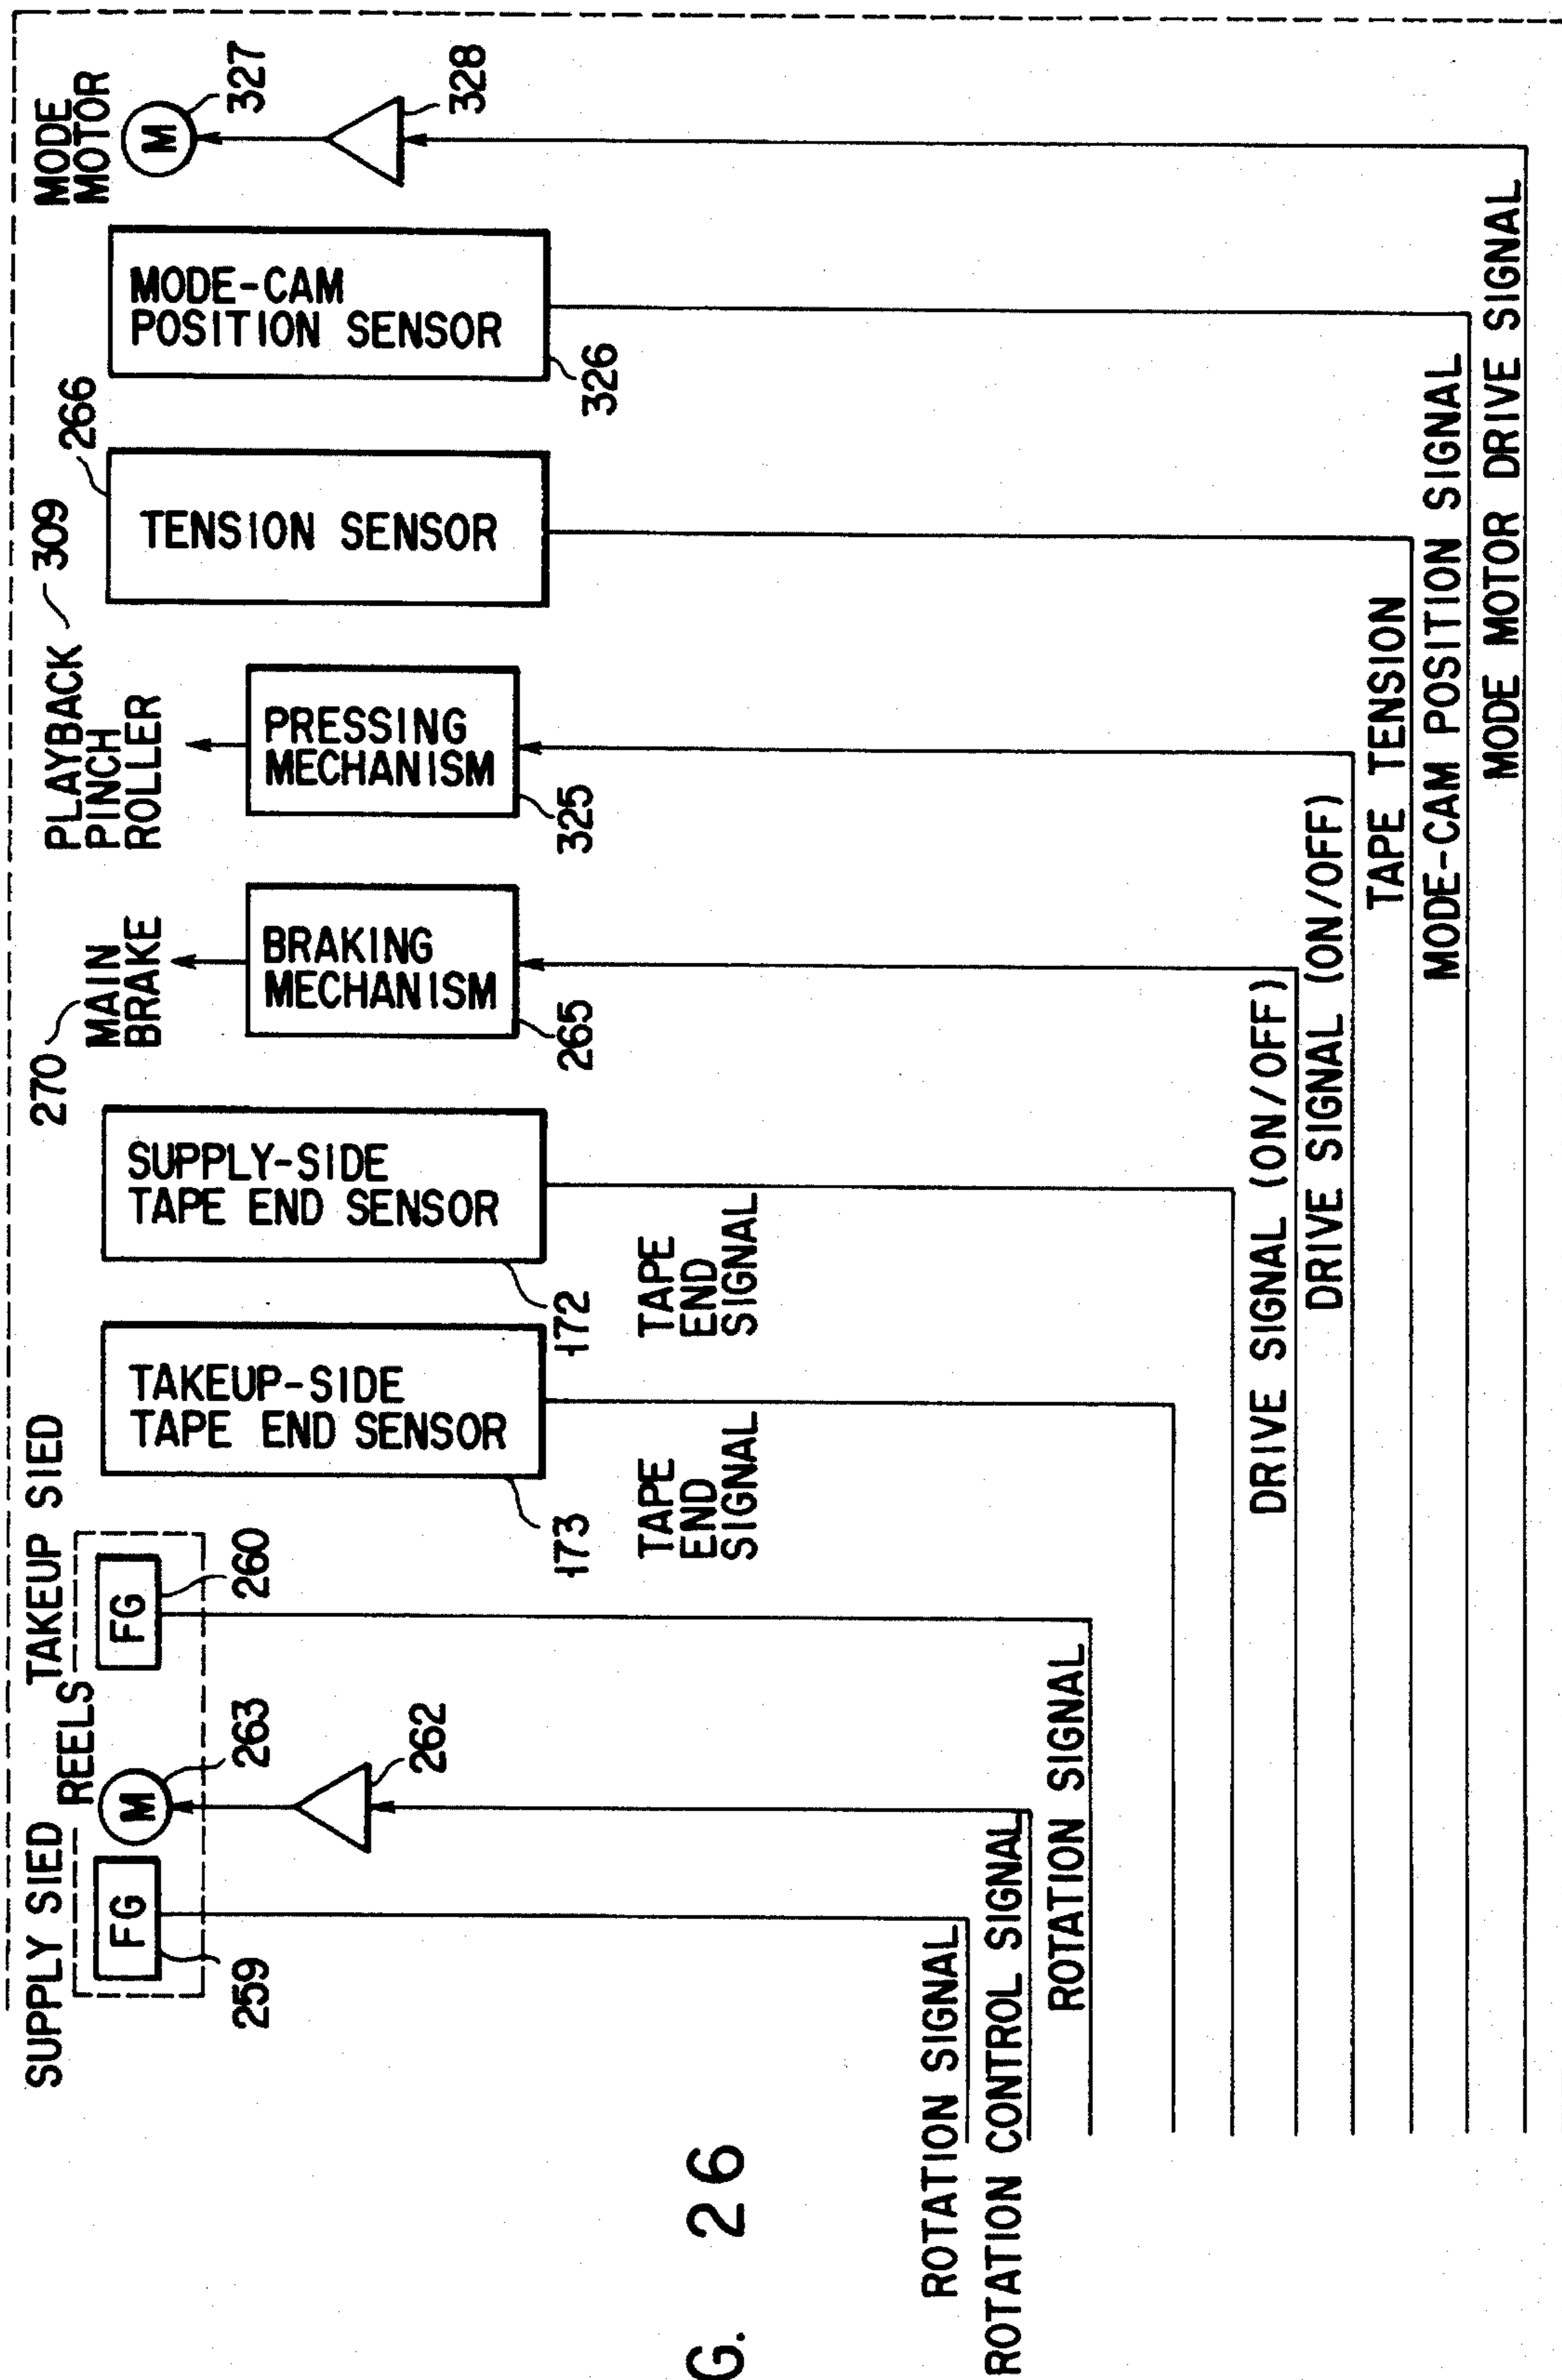 SUPPLY SIED
REELS
TAKEUP SIED
FG
259
M
263
262
FG
260
TAKEUP-SIDE
TAPE END SENSOR
173
TAPE
END
SIGNAL
SUPPLY-SIDE
TAPE END SENSOR
172
TAPE
END
SIGNAL
270
MAIN
BRAKE
BRAKING
MECHANISM
265
PLAYBACK
PINCH
ROLLER
309
PRESSING
MECHANISM
325
266
TENSION SENSOR
MODE-CAM
POSITION SENSOR
326
MODE
MOTOR
M
327
328
G. 26
ROTATION SIGNAL
ROTATION CONTROL SIGNAL
ROTATION SIGNAL
DRIVE SIGNAL (ON/OFF)
DRIVE SIGNAL (ON/OFF)
TAPE TENSION
MODE-CAM POSITION SIGNAL
MODE MOTOR DRIVE SIGNAL